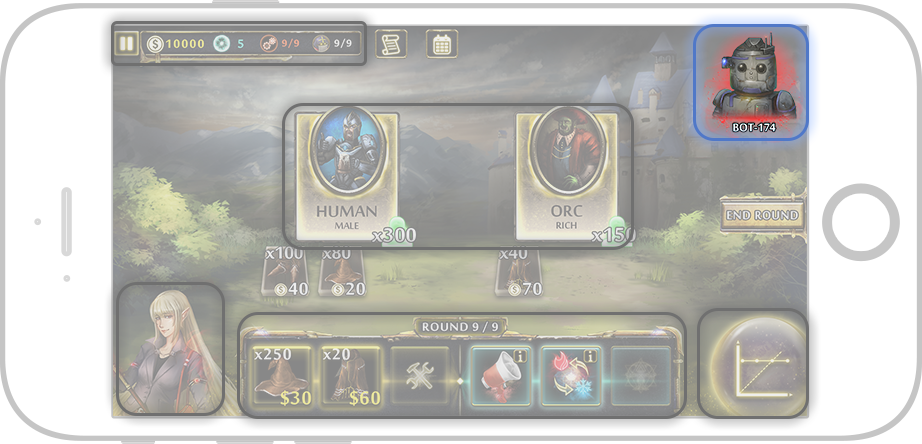 10000 5 9/9 9/9
BOT-174
HUMAN
MALE
x300
ORC
RICH
x150
END ROUND
x100 x80 x40
40 20 70
ROUND 9 / 9
x250 x20
$30 $60